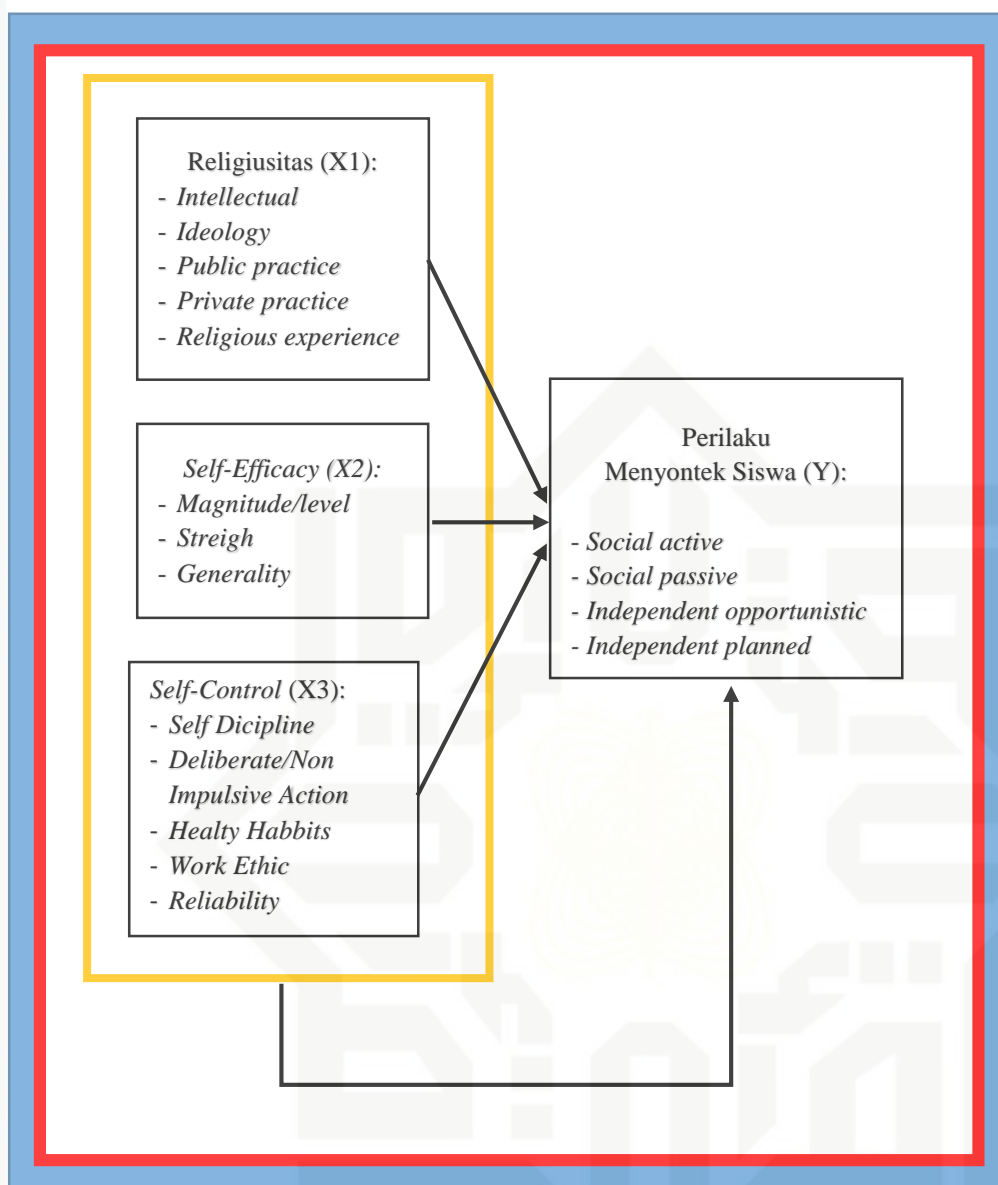 Religiusitas (X1):
- Intellectual
- Ideology
- Public practice
- Private practice
- Religious experience
Self-Efficacy (X2):
- Magnitude/level
- Streigh
- Generality
Self-Control (X3):
- Self Dicipline
- Deliberate/Non
Impulsive Action
- Healty Habbits
- Work Ethic
- Reliability
Perilaku
Menyontek Siswa (Y):
- Social active
- Social passive
- Independent opportunistic
- Independent planned